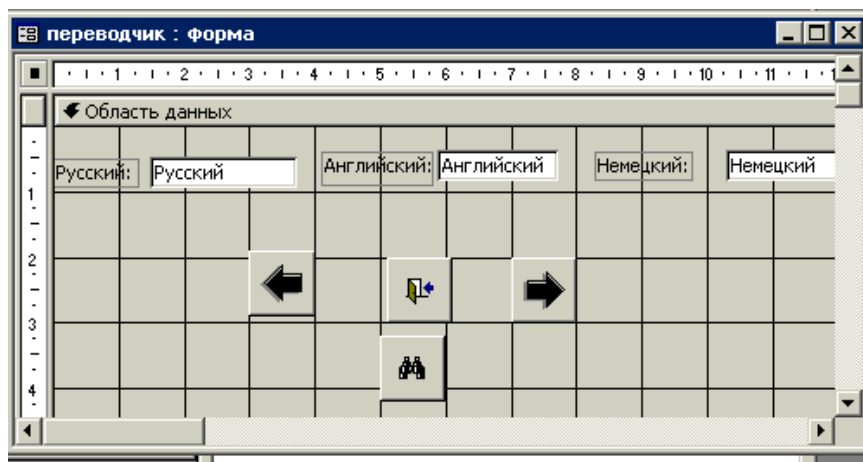 переводчик : форма
1 2 3 4 5 6 7 8 9 10 11
Область данных
Русский: Русский Английский: Английский Немецкий: Немецкий
1
2
3
4